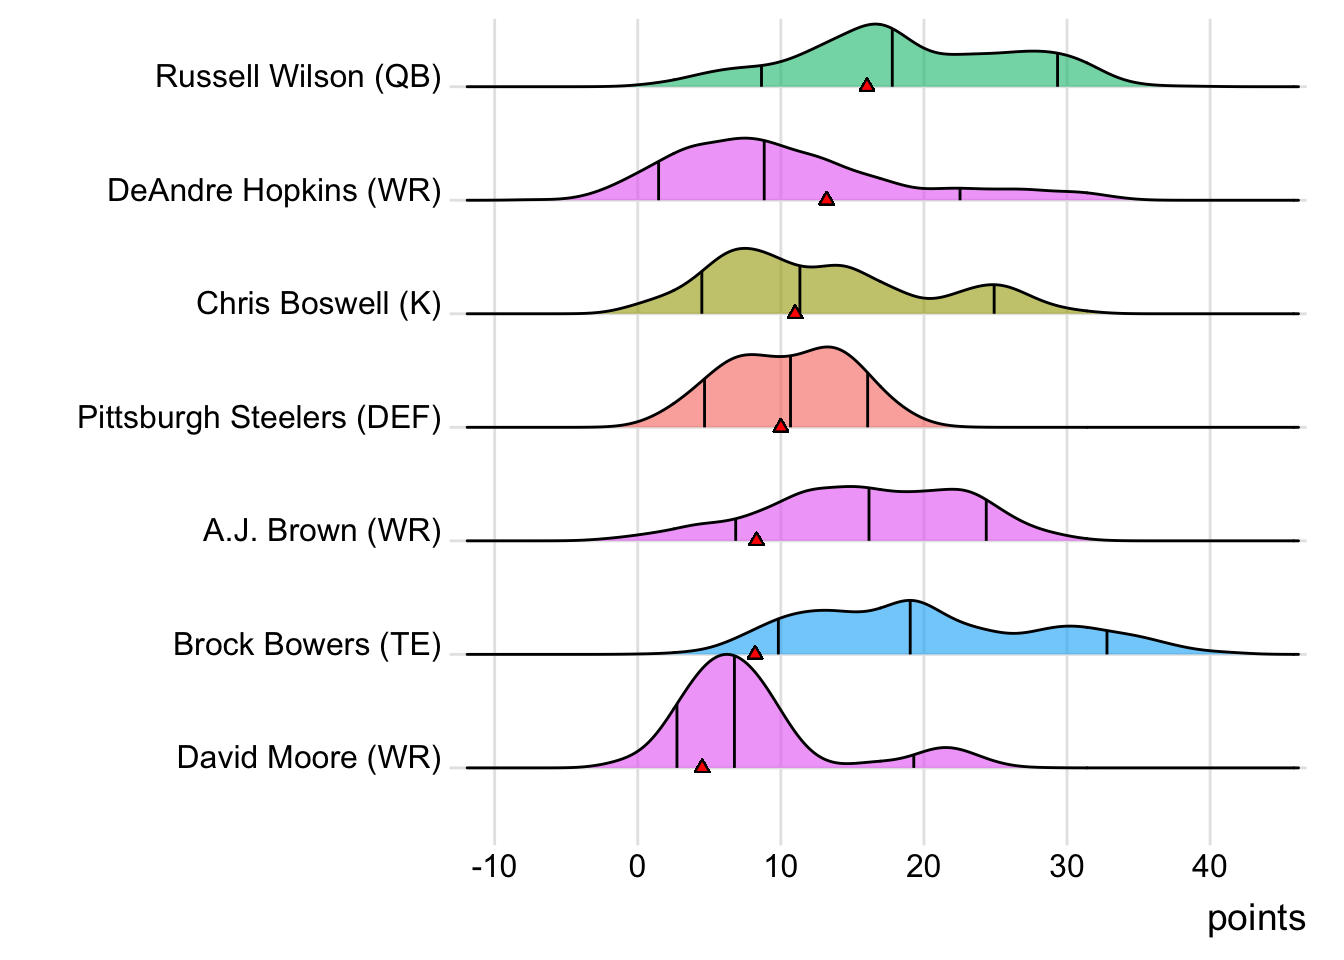 Russell Wilson (QB)
DeAndre Hopkins (WR)
Chris Boswell (K)
Pittsburgh Steelers (DEF)
A.J. Brown (WR)
Brock Bowers (TE)
David Moore (WR)
-10 0 10 20 30 40
points